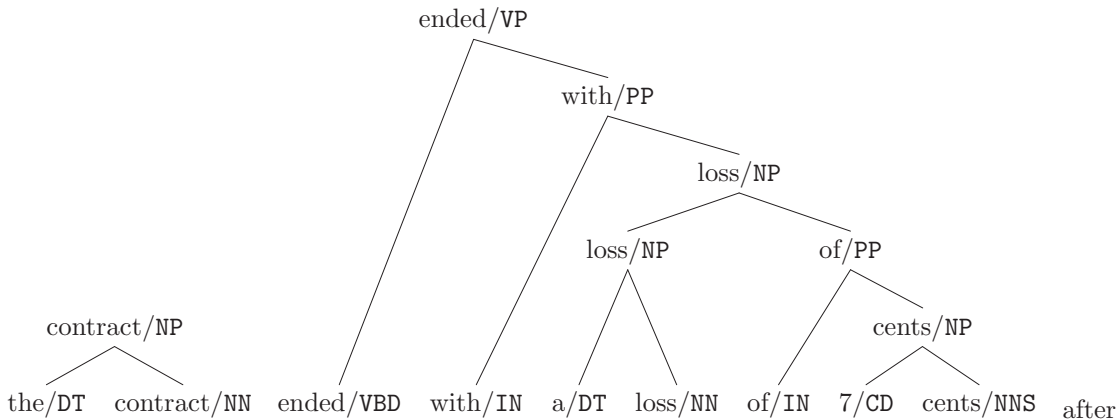 ended/VP
with/PP
loss/NP
loss/NP of/PP
contract/NP cents/NP
the/DT contract/NN ended/VBD with/IN a/DT loss/NN of/IN 7/CD cents/NNS after